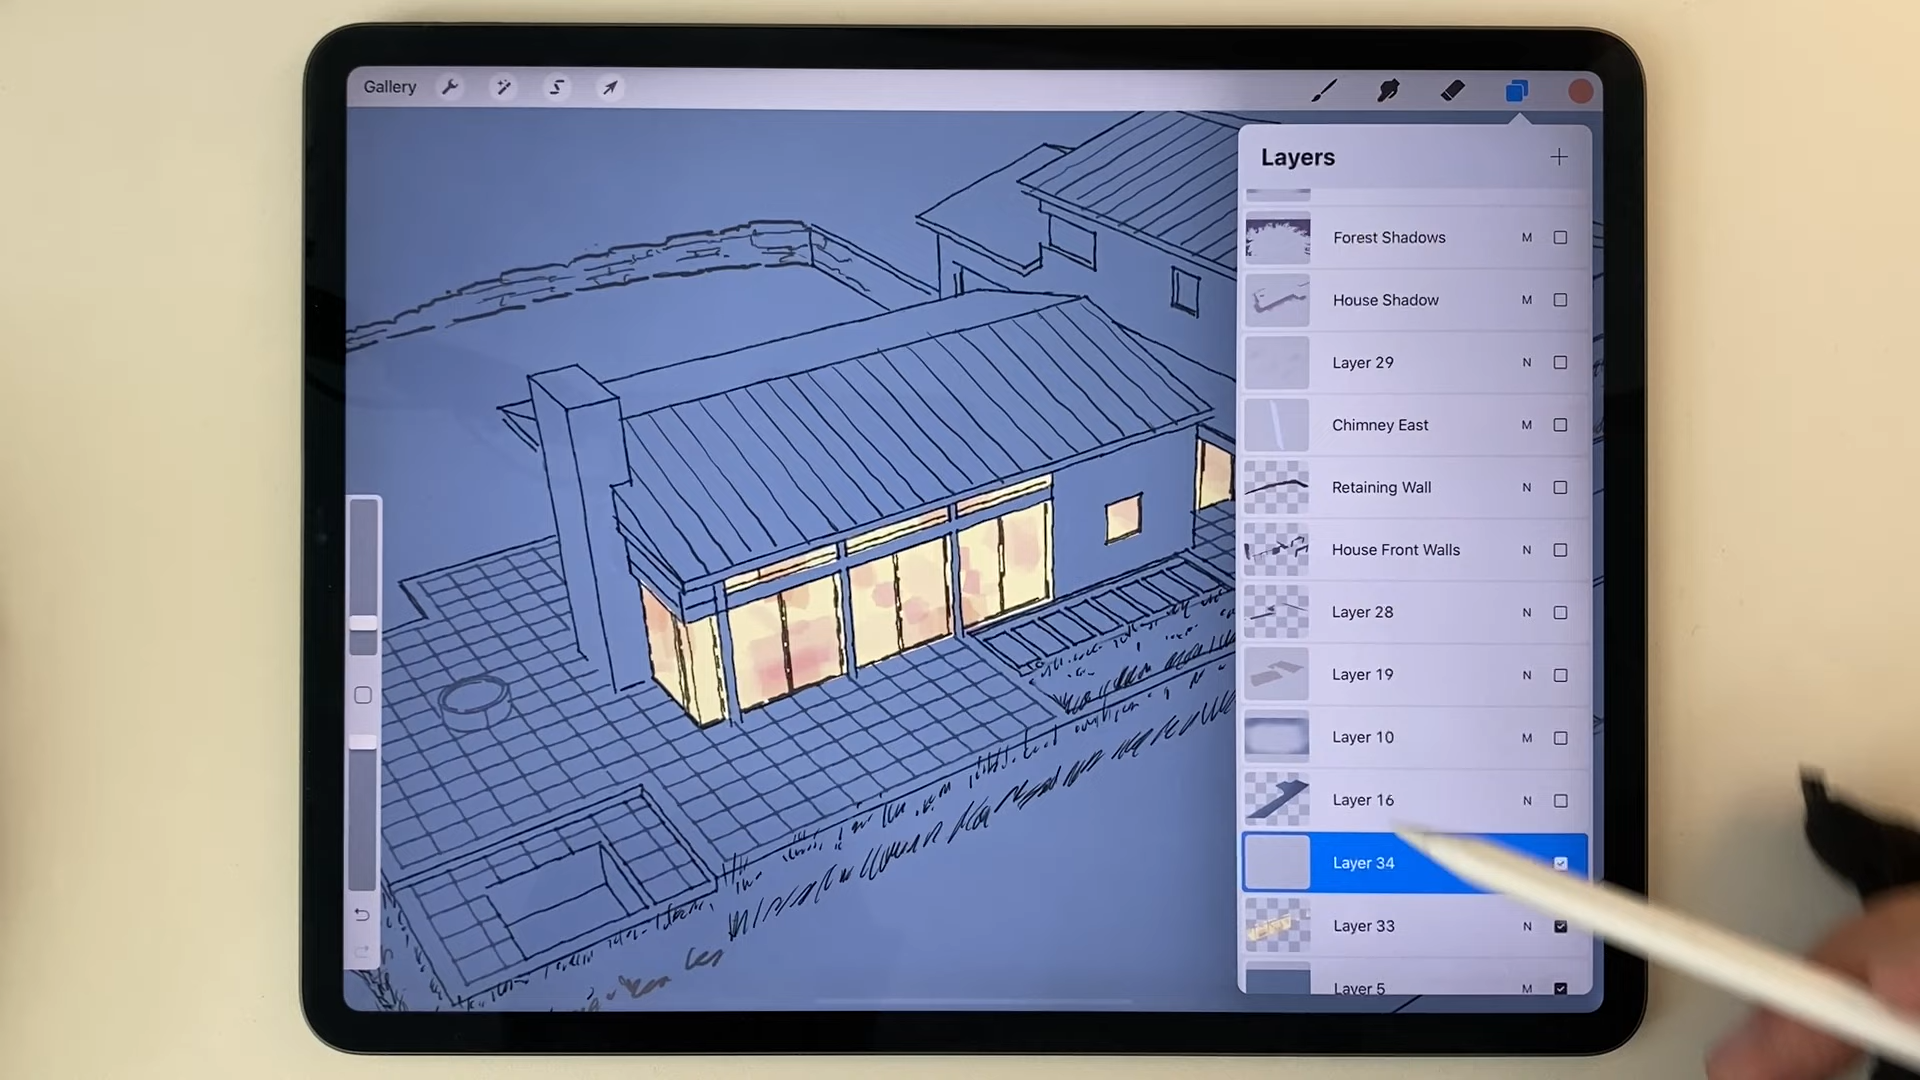 Gallery
Layers
Forest Shadows M
House Shadow M
Layer 29 N
Chimney East M
Retaining Wall N
House Front Walls N
Layer 28 N
Layer 19 N
Layer 10 M
Layer 16 N
Layer 34
Layer 33 N
Layer 5 M